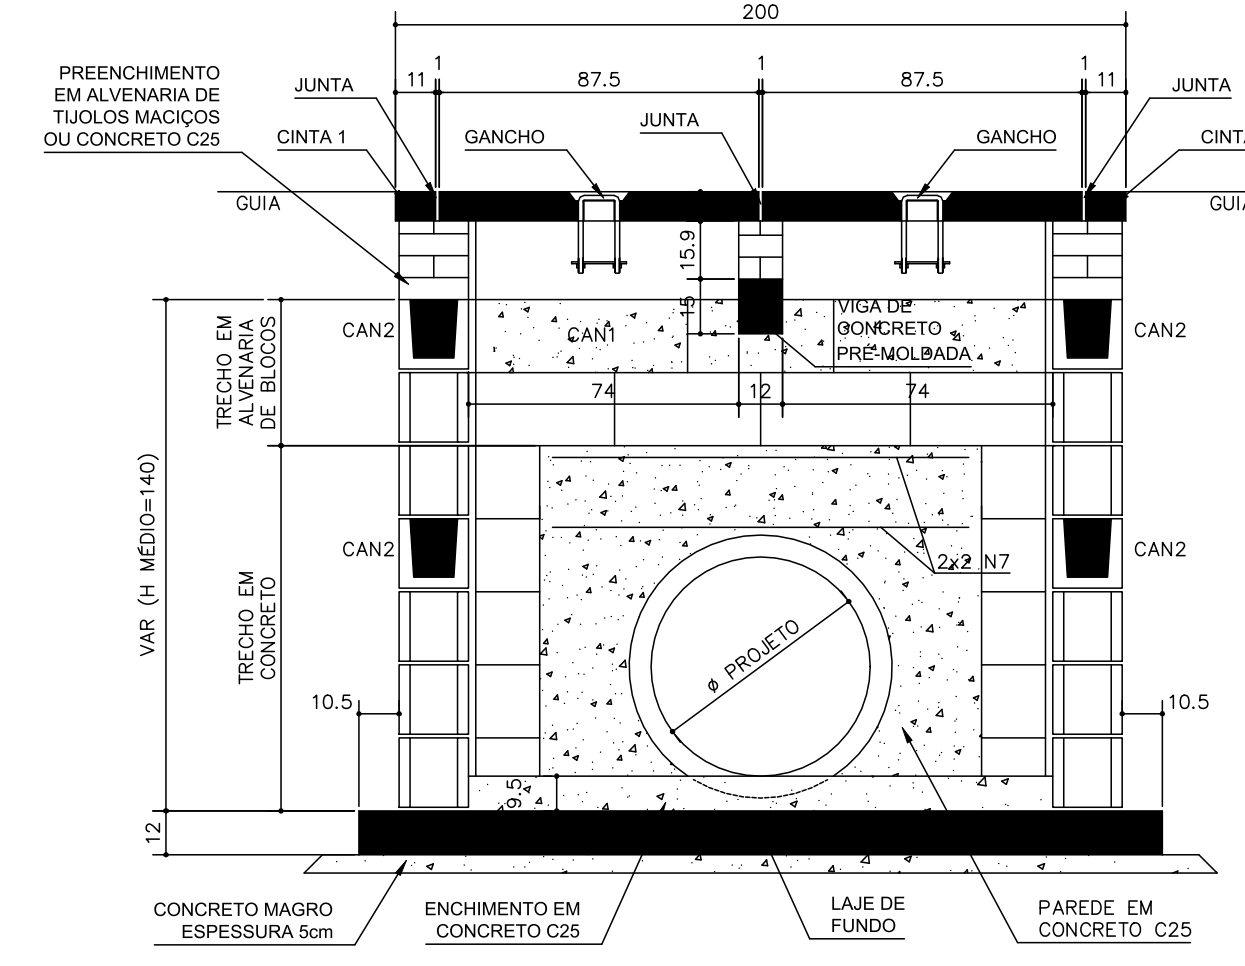 200
1
1
1
11
87.5
87.5
11
PREENCHIMENTO
EM ALVENARIA DE
TIJOLOS MACIÇOS
OU CONCRETO C25
JUNTA
CINTA 1
GANCHO
JUNTA
GANCHO
JUNTA
GUIA
15.9
15
CAN2
CAN1
VIGA DE
CONCRETO
PRÉ-MOLDADA
CAN2
TRECHO EM
ALVENARIA
DE BLOCOS
74
12
74
VAR (H MÉDIO=140)
CAN2
2x2 N7
CAN2
TRECHO EM
CONCRETO
ø PROJETO
10.5
10.5
9.5
12
CONCRETO MAGRO
ESPESSURA 5cm
ENCHIMENTO EM
CONCRETO C25
LAJE DE
FUNDO
PAREDE EM
CONCRETO C25